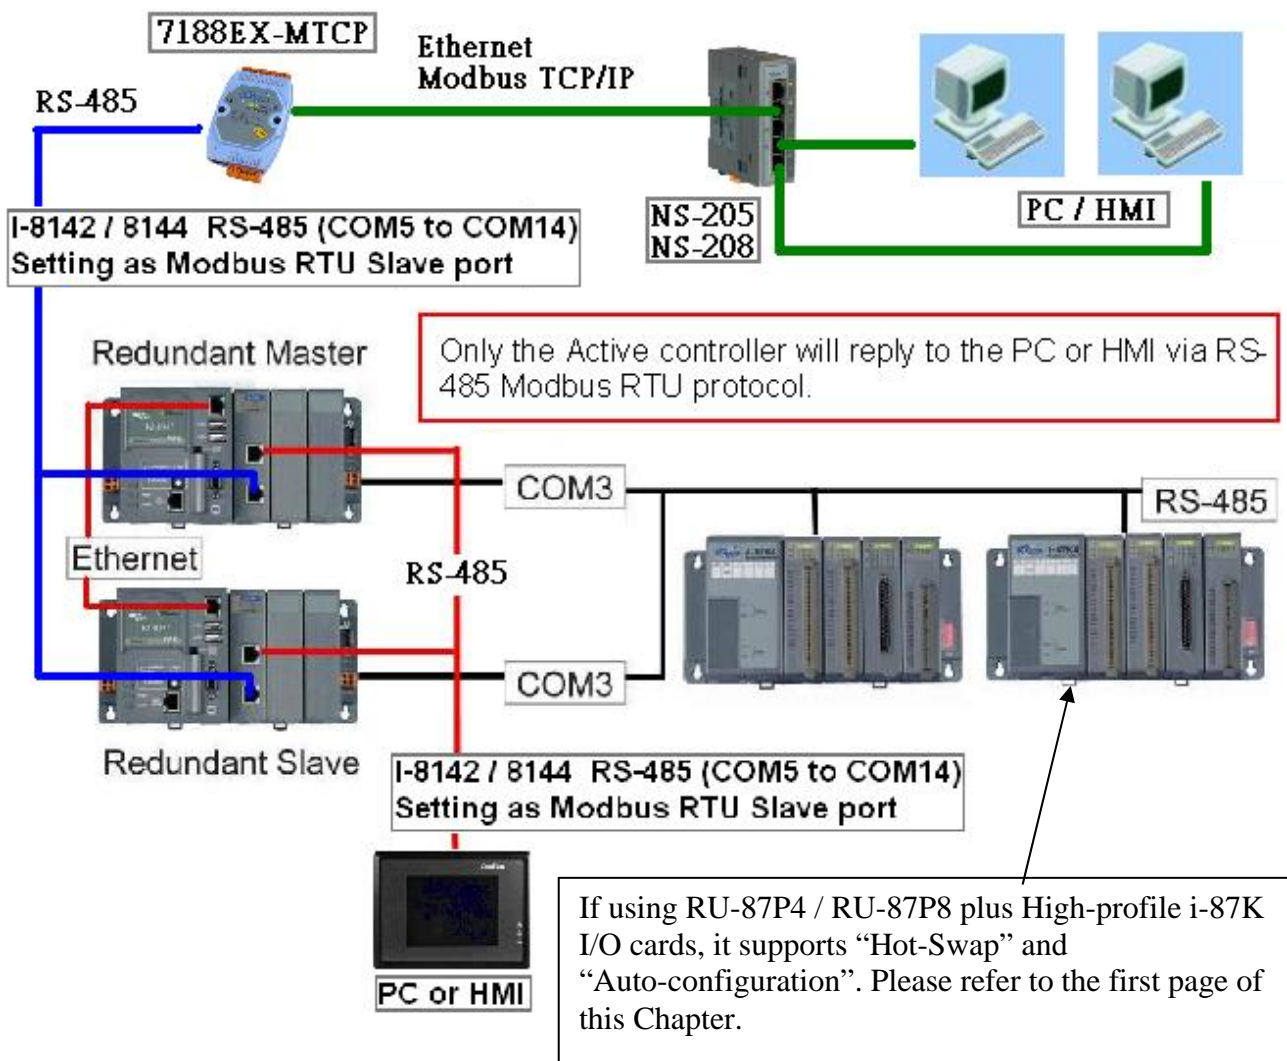 7188EX-MTCP
Ethernet
Modbus TCP/IP
RS-485
NS-205
NS-208
PC / HMI
I-8142 / 8144 RS-485 (COM5 to COM14)
Setting as Modbus RTU Slave port
Redundant Master
Only the Active controller will reply to the PC or HMI via RS-
485 Modbus RTU protocol.
COM3
RS-485
Ethernet
RS-485
I-87K4
I-87K4
COM3
Redundant Slave
I-8142 / 8144 RS-485 (COM5 to COM14)
Setting as Modbus RTU Slave port
PC or HMI
If using RU-87P4 / RU-87P8 plus High-profile i-87K
I/O cards, it supports “Hot-Swap” and
“Auto-configuration”. Please refer to the first page of
this Chapter.